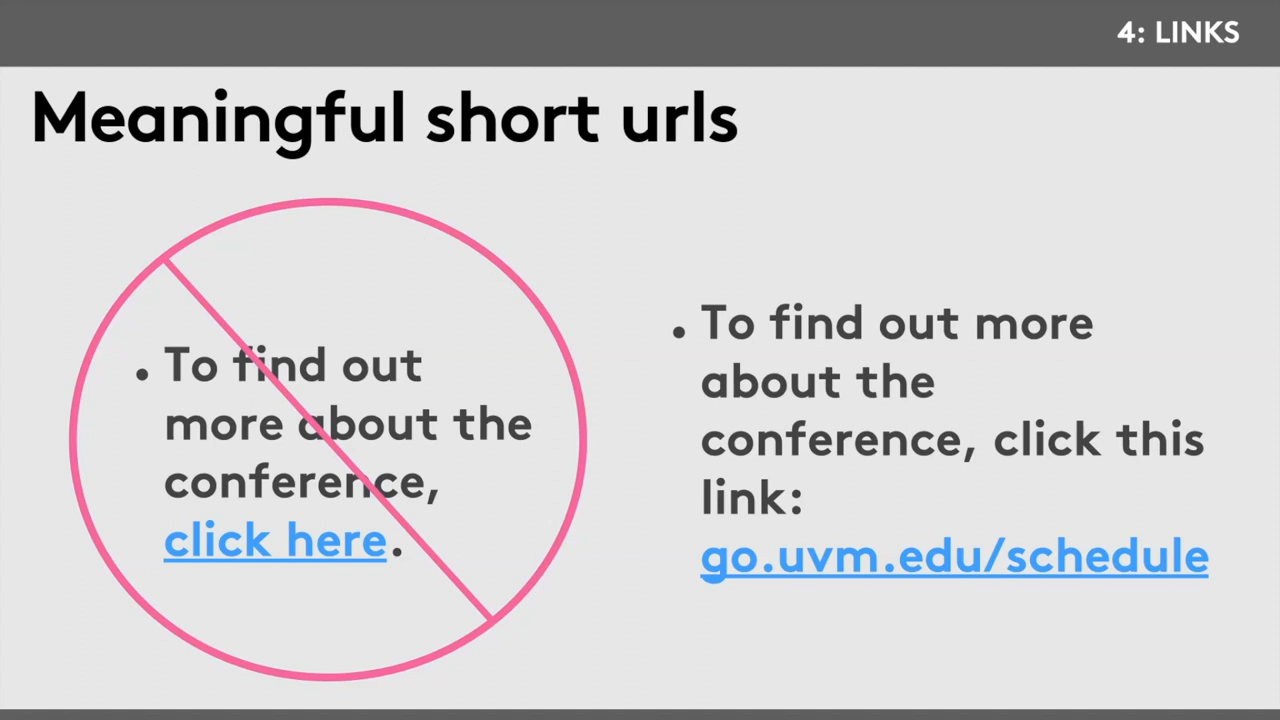 4: LINKS
Meaningful short urls
• To find out
more about the
conference,
click here.
• To find out more
about the
conference, click this
link:
go.uvm.edu/schedule